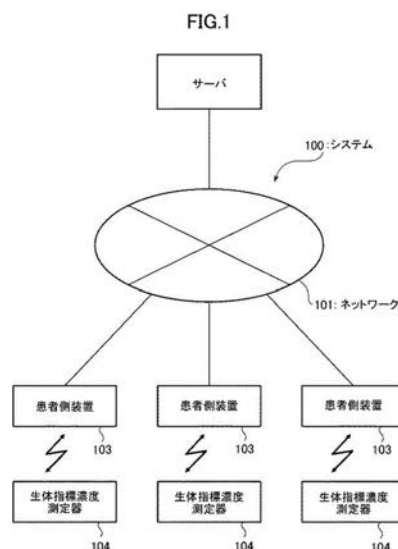 FIG.1
サーバ
100:システム
101:ネットワーク
患者側装置
患者側装置
患者側装置
103
103
103
生体指標濃度
測定器
生体指標濃度
測定器
生体指標濃度
測定器
104
104
104